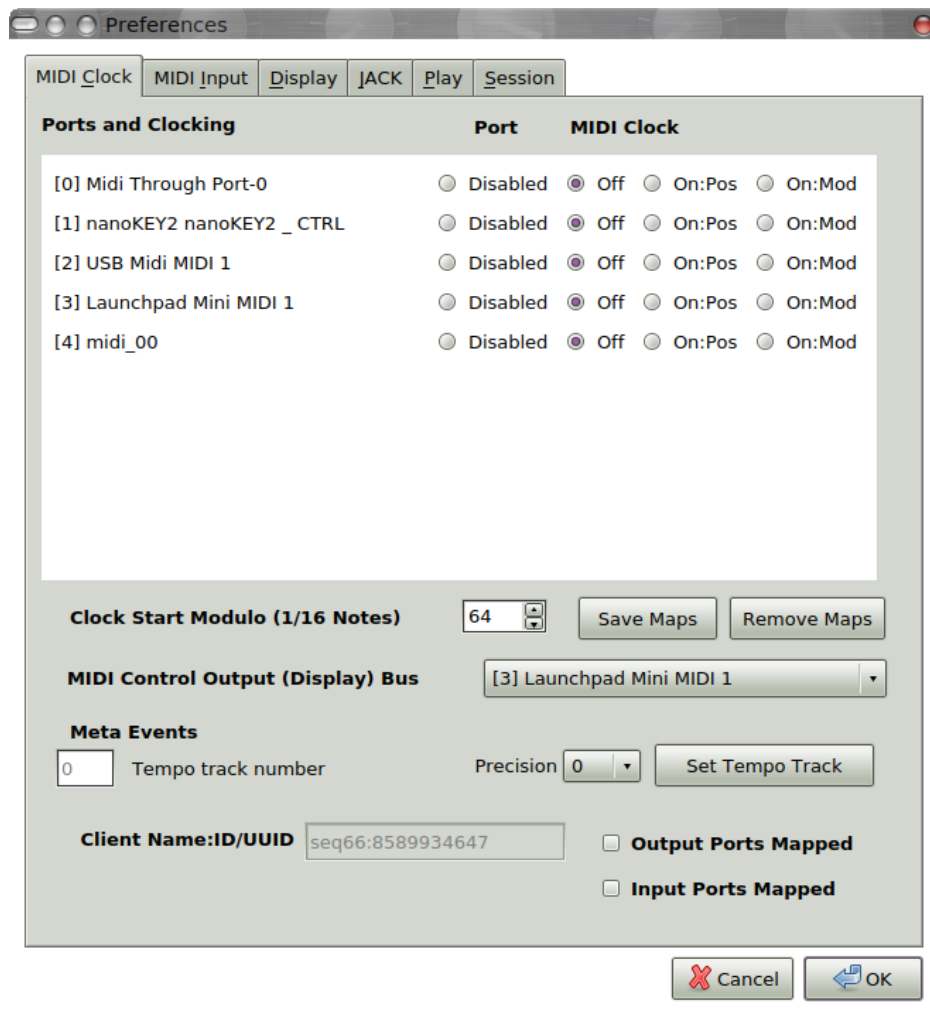 Preferences
MIDI Clock MIDI Input Display JACK Play Session
Ports and Clocking Port MIDI Clock
[0] Midi Through Port-0 Disabled Off On:Pos On:Mod
[1] nanoKEY2 nanoKEY2 _ CTRL Disabled Off On:Pos On:Mod
[2] USB Midi MIDI 1 Disabled Off On:Pos On:Mod
[3] Launchpad Mini MIDI 1 Disabled Off On:Pos On:Mod
[4] midi_00 Disabled Off On:Pos On:Mod
Clock Start Modulo (1/16 Notes) 64 Save Maps Remove Maps
MIDI Control Output (Display) Bus [3] Launchpad Mini MIDI 1
Meta Events
0 Tempo track number Precision 0 Set Tempo Track
Client Name:ID/UUID seq66:8589934647 Output Ports Mapped
Input Ports Mapped
Cancel OK